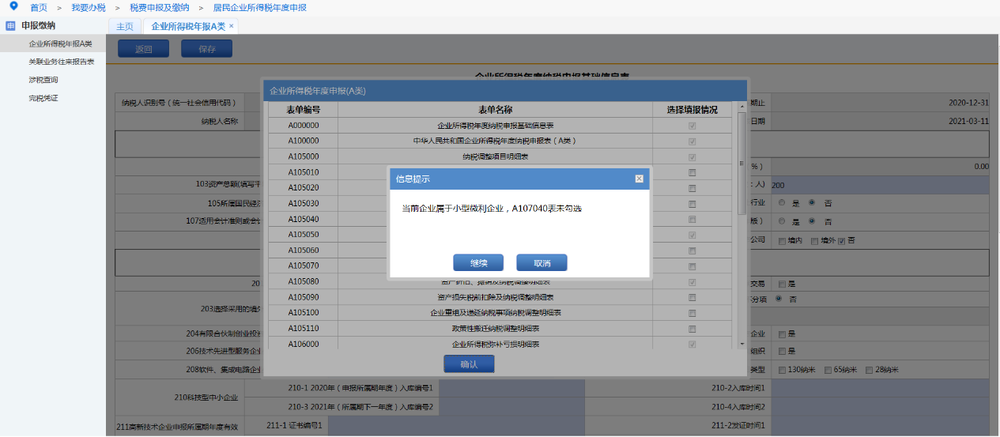 首页 > 我要办税 > 税费申报及缴纳 > 居民企业所得税年度申报
申报缴纳
主页 企业所得税年报A类 ×
企业所得税年报A类
关联业务往来报告表
涉税查询
完税凭证
返回 保存
企业所得税年度纳税申报基础信息表
企业所得税年度申报(A类)
表单编号 表单名称 选择填报情况
A000000 企业所得税年度纳税申报基础信息表
A100000 中华人民共和国企业所得税年度纳税申报表（A类）
A105000 纳税调整项目明细表
A105010
A105020
A105030
A105040
A105050
A105060
A105070
A105080 资产折旧、摊销及纳税调整明细表
A105090 资产损失税前扣除及纳税调整明细表
A105100 企业重组及递延纳税事项纳税调整明细表
A105110 政策性搬迁纳税调整明细表
A106000 企业所得税弥补亏损明细表
确认
信息提示
当前企业属于小型微利企业，A107040表未勾选
继续 取消
纳税人识别号（统一社会信用代码） 期止 2020-12-31
纳税人名称 日期 2021-03-11
%） 0.00
103资产总额(填写平 ：人) 200
105所属国民经济 行业 是 否
107适用会计准则或会计 版） 是 否
公司 境内 境外 否
20 交易 是
203选择采用的境外 分项 否
204有限合伙制创业投资 企业 是
206技术先进型服务企业 组织 是
208软件、集成电路企业 类型 130纳米 65纳米 28纳米
210科技型中小企业
210-1 2020年（申报所属期年度）入库编号1 210-2入库时间1
210-3 2021年（所属期下一年度）入库编号2 210-4入库时间2
211高新技术企业申报所属期年度有效 211-1 证书编号1 211-2发证时间1